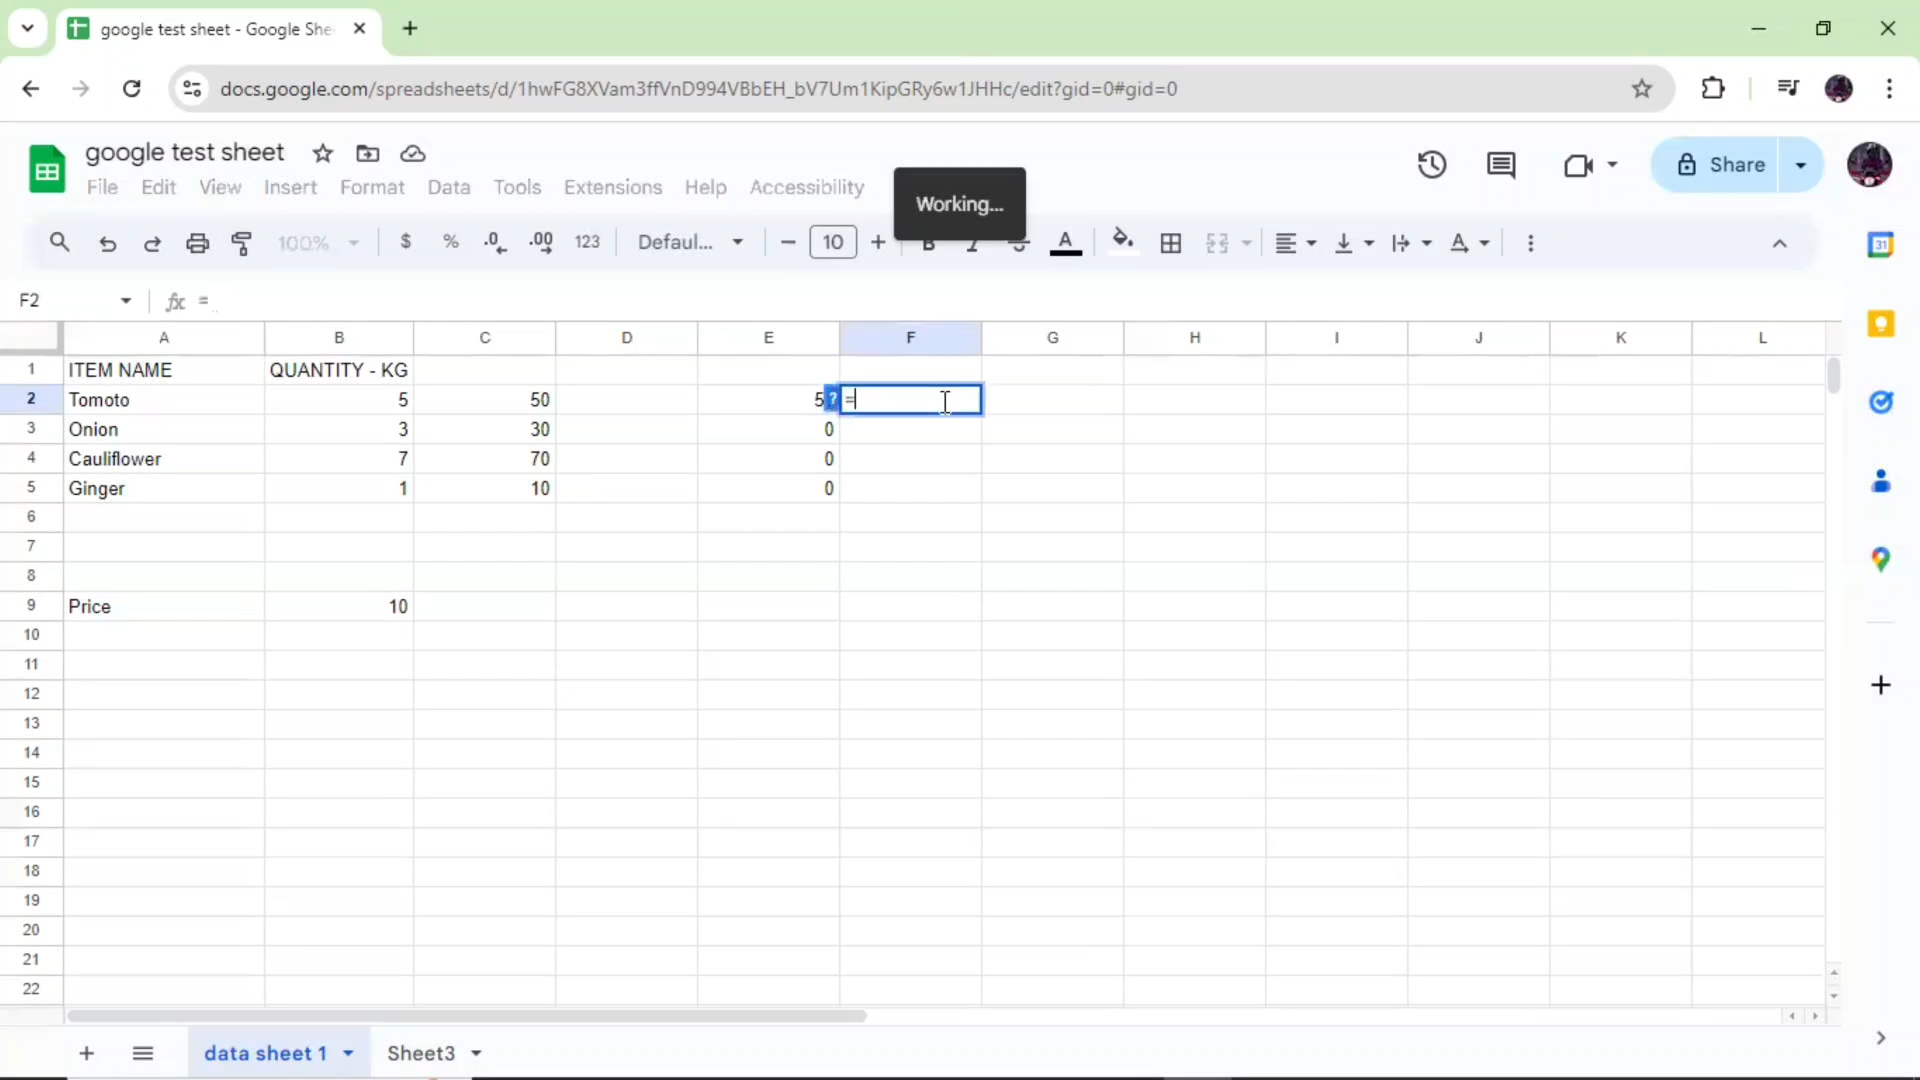 google test sheet - Google She
docs.google.com/spreadsheets/d/1hwFG8XVam3ffVnD994VBbEH_bV7Um1KipGRy6w1JHHc/edit?gid=0#gid=0
google test sheet
File Edit View Insert Format Data Tools Extensions Help Accessibility
Share
Working...
100% $ % .0 .00 123 Defaul... 10 B I S A
F2 fx =
A B C D E F G H I J K L
1 ITEM NAME QUANTITY - KG
2 Tomoto 5 50 5 ? =
3 Onion 3 30 0
4 Cauliflower 7 70 0
5 Ginger 1 10 0
6
7
8
9 Price 10
10
11
12
13
14
15
16
17
18
19
20
21
22
data sheet 1 Sheet3
31